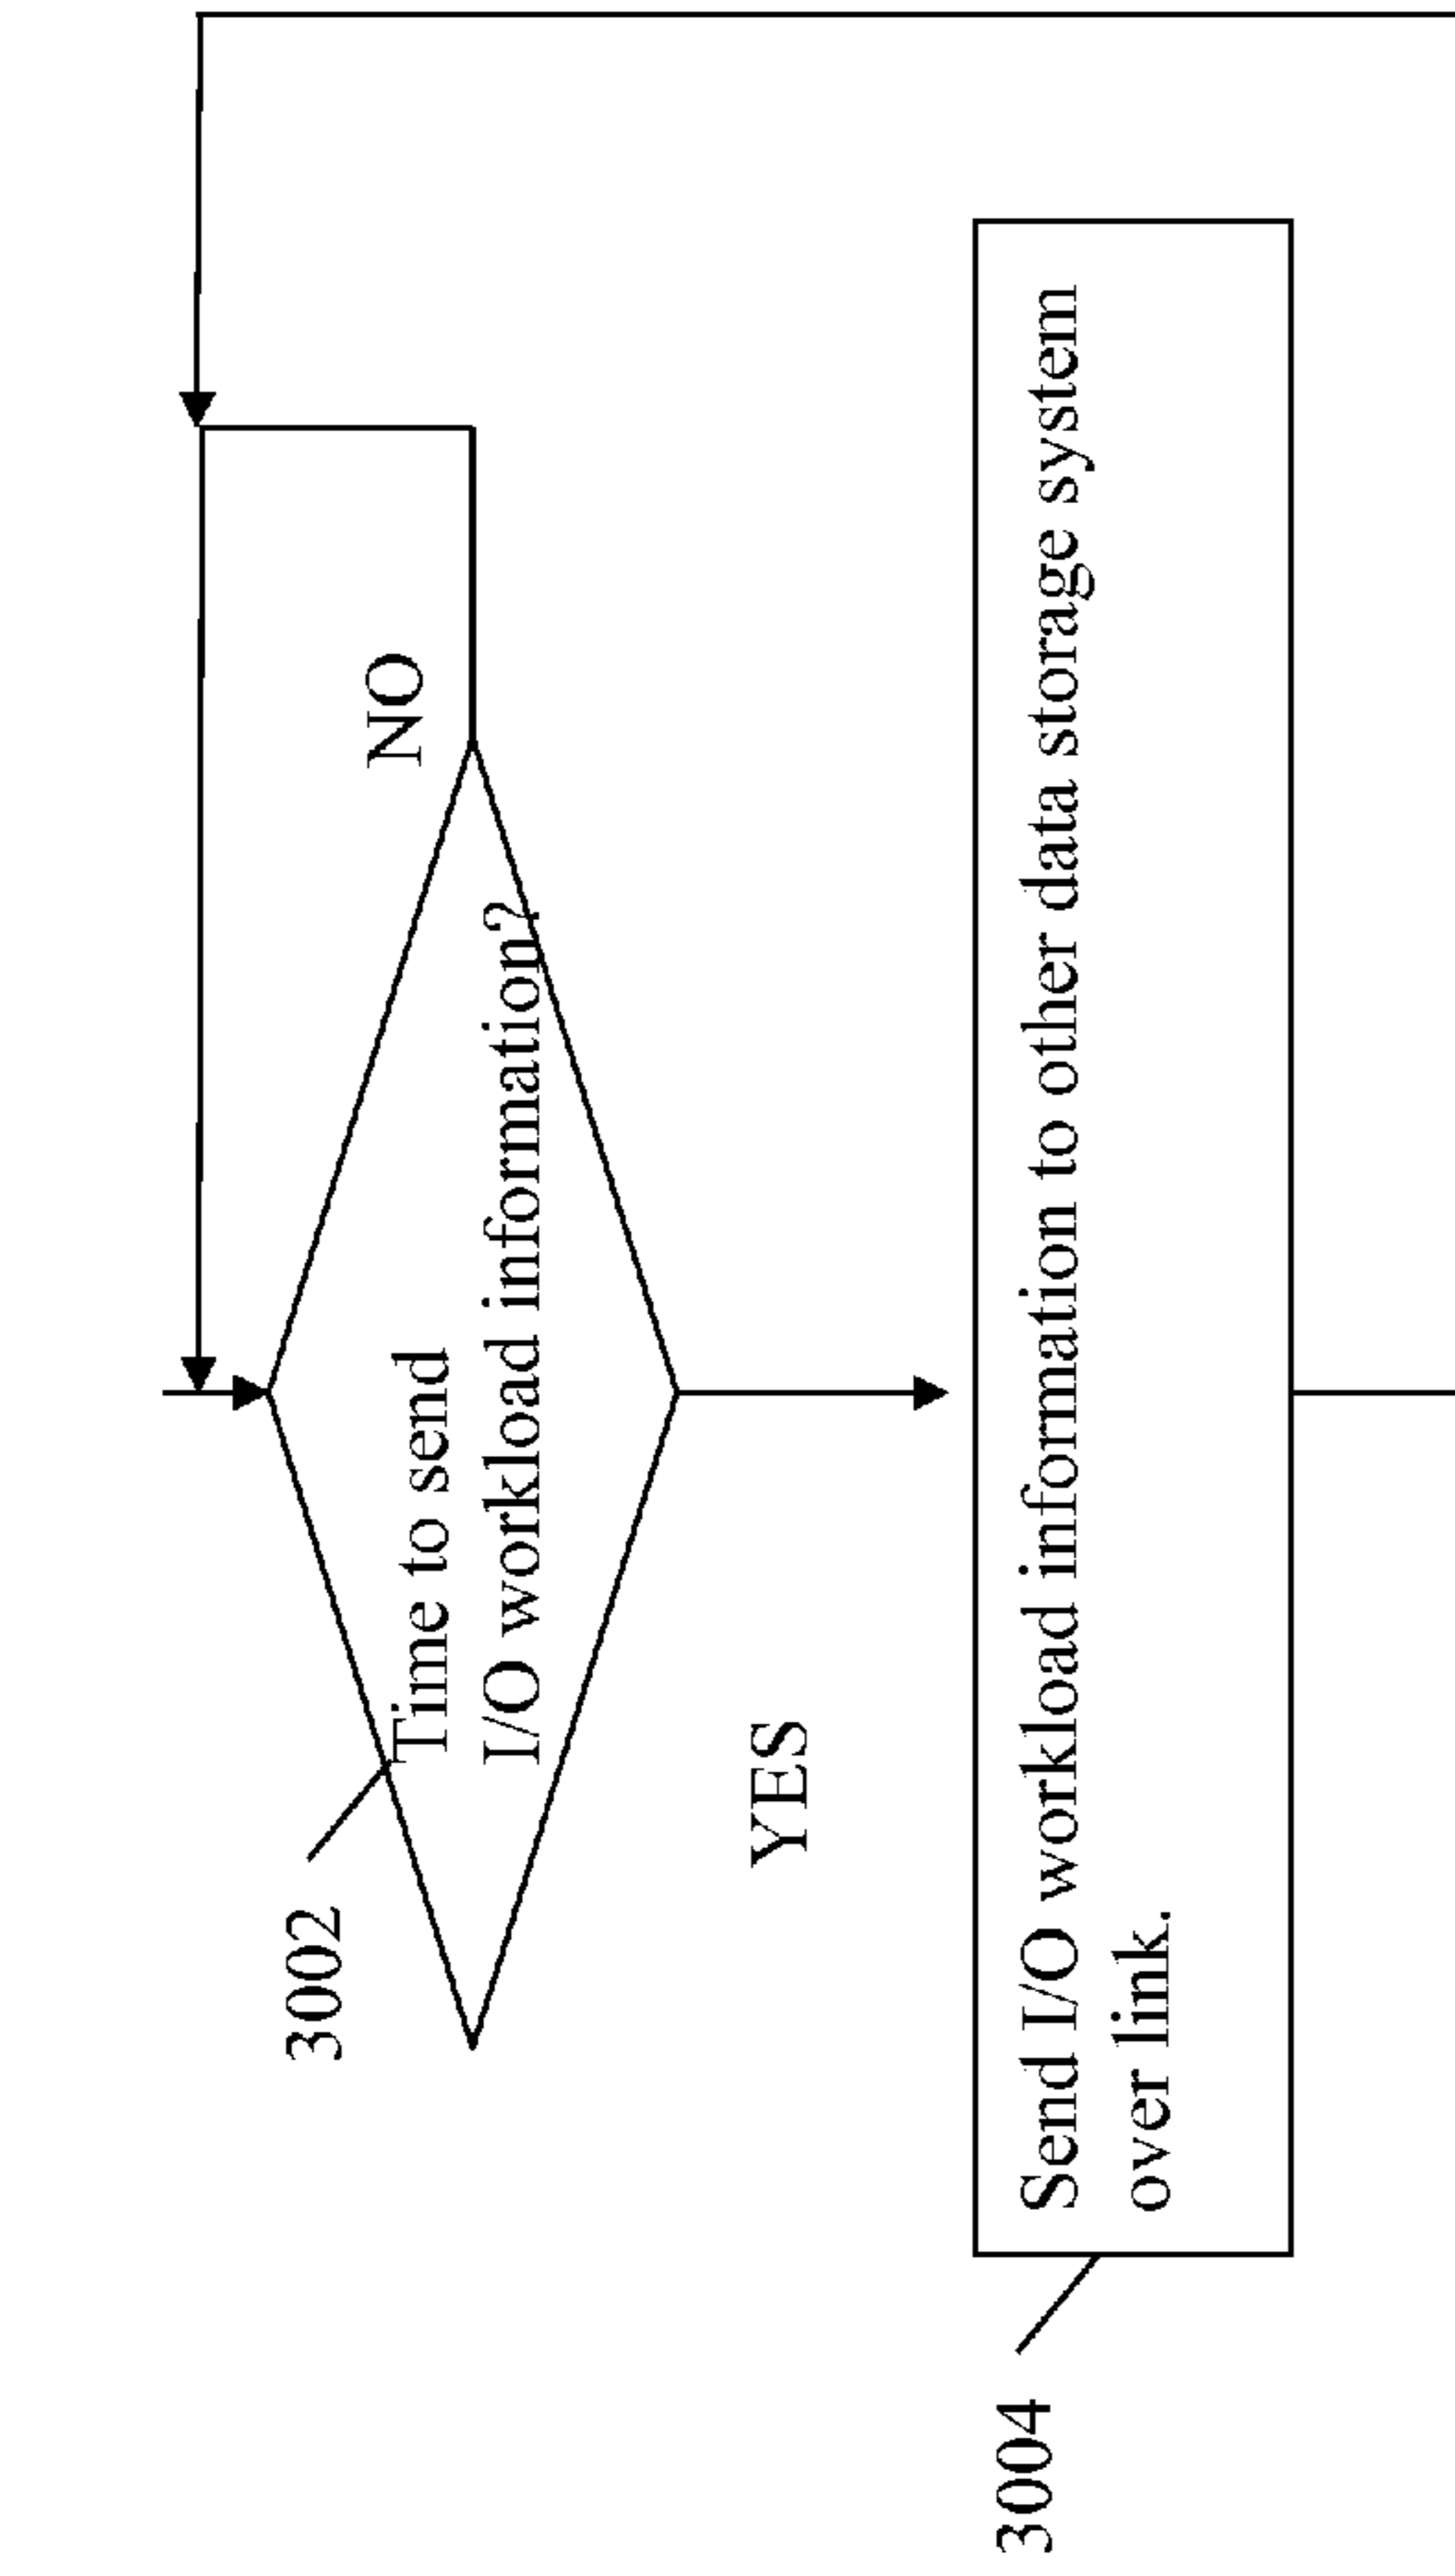 3002
Time to send
I/O workload information?
NO
YES
3004
Send I/O workload information to other data storage system
over link.